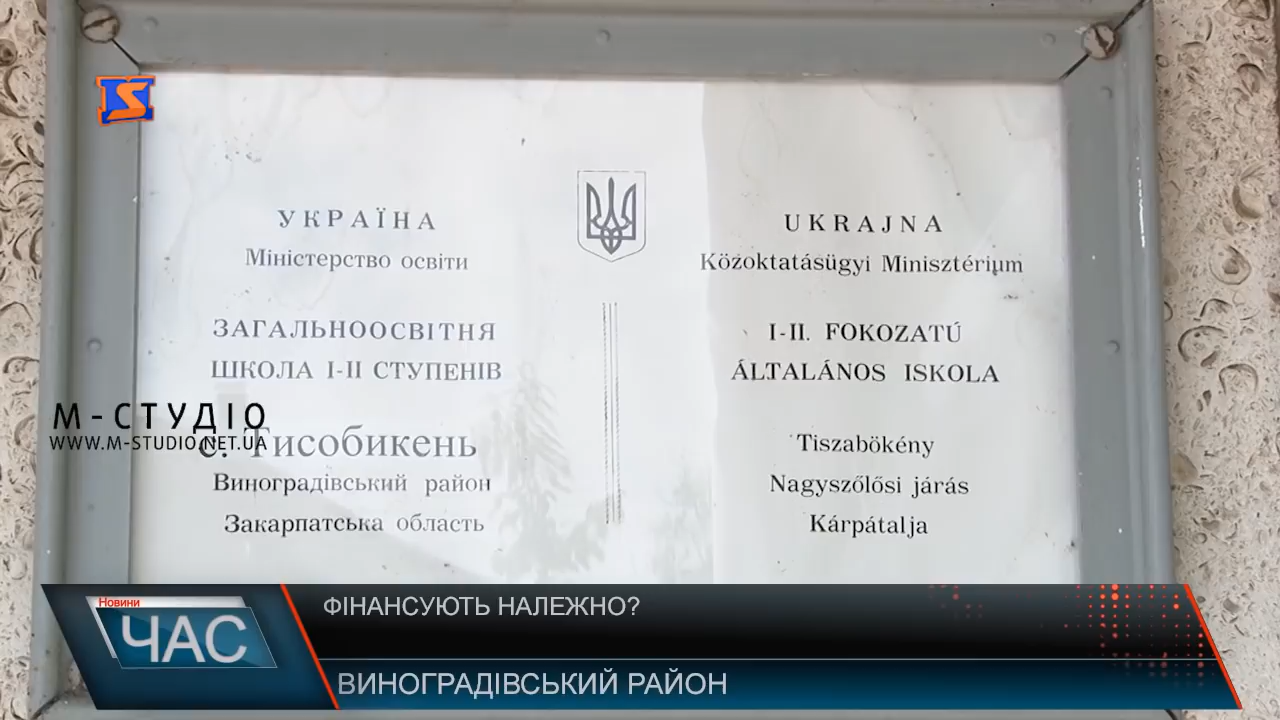 УКРАЇНА
Міністерство освіти
ЗАГАЛЬНООСВІТНЯ
ШКОЛА І-ІІ СТУПЕНІВ
с. Тисобикень
Виноградівський район
Закарпатська область
UKRAJNA
Közoktatásügyi Minisztérium
I-II. FOKOZATÚ
ÁLTALÁNOS ISKOLA
Tiszabökény
Nagyszőlősi járás
Kárpátalja
М-СТУДІО
WWW.M-STUDIO.NET.UA
Новини
ЧАС
ФІНАНСУЮТЬ НАЛЕЖНО?
ВИНОГРАДІВСЬКИЙ РАЙОН